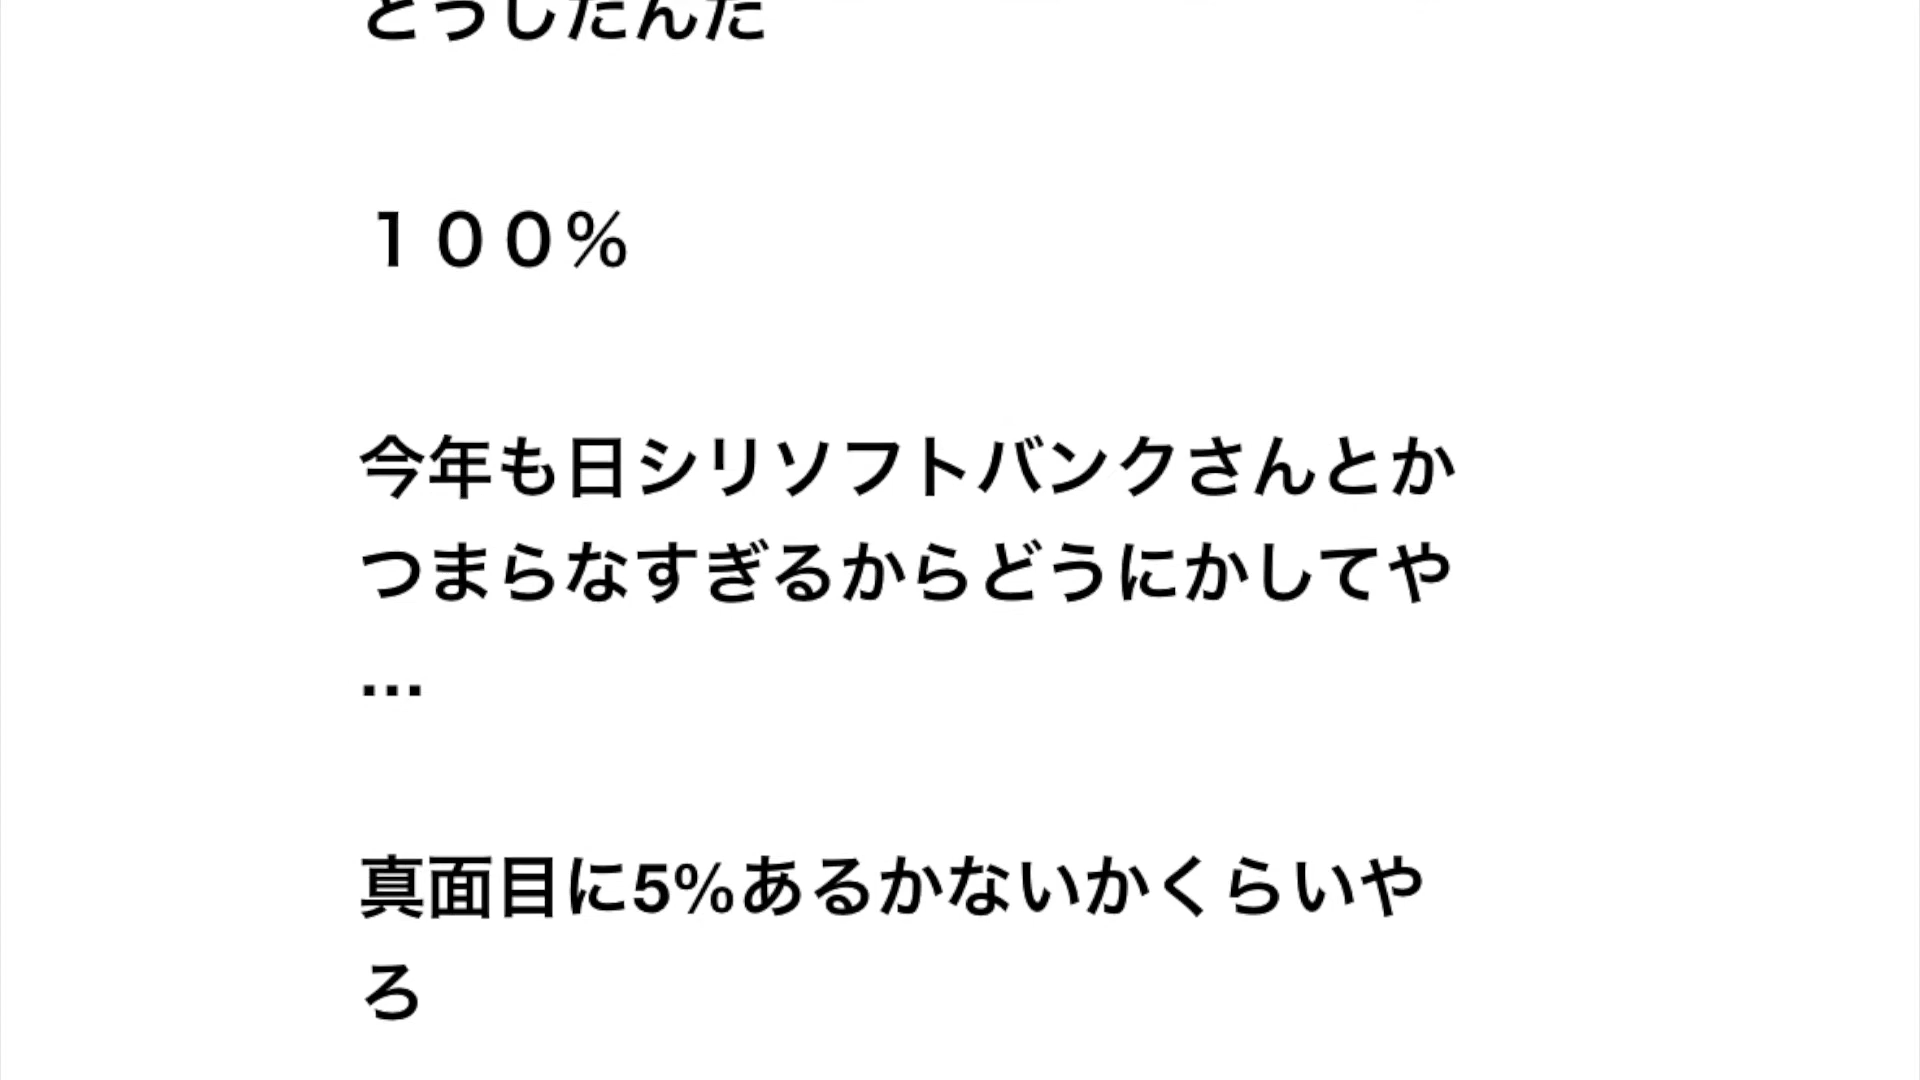 どうしたんだ
１００%
今年も日シリソフトバンクさんとか
つまらなすぎるからどうにかしてや
…
真面目に5%あるかないかくらいや
ろ